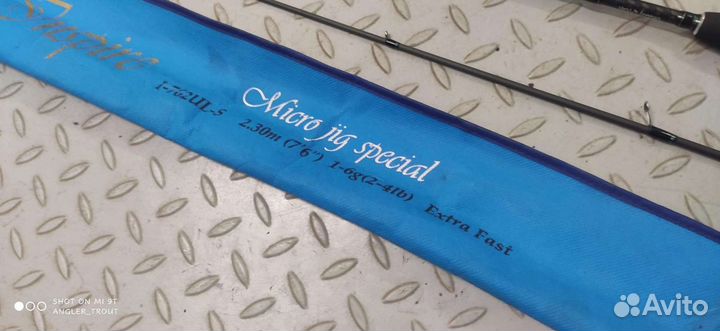 Inspire
I-762UL-S
Micro jig special
2.30m (7'6") 1-6g(2-4lb) Extra Fast
SHOT ON MI 9T
ANGLER_TROUT
Avito